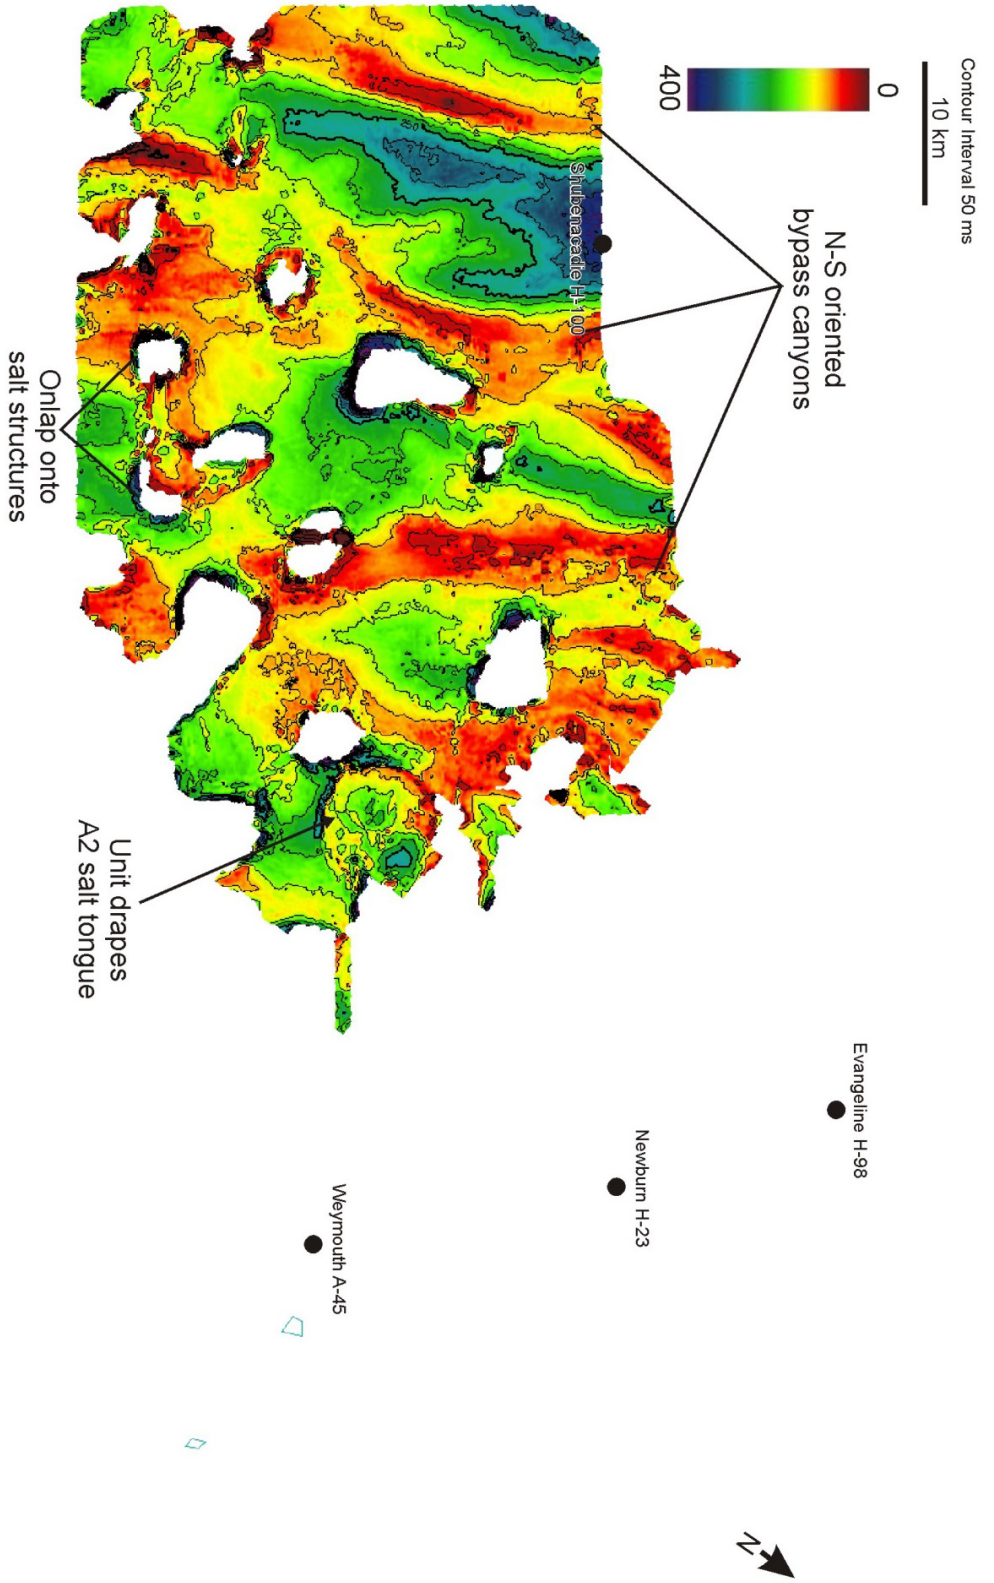 Contour Interval 50 ms
10 km
0
400
N-S oriented
bypass canyons
Shubenacadie H-100
250
Onlap onto
salt structures
Unit drapes
A2 salt tongue
Evangeline H-98
Newburn H-23
Weymouth A-45
N